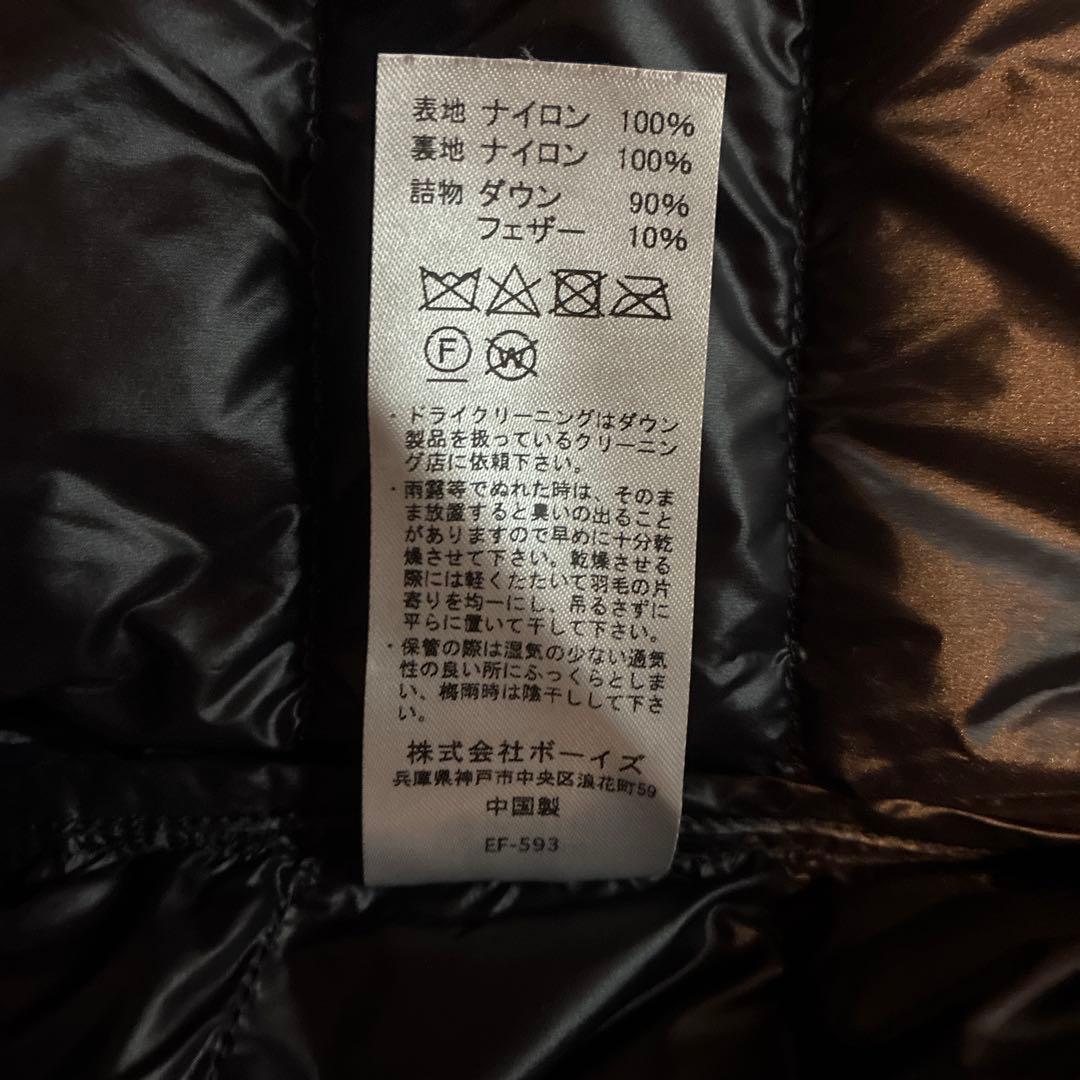 表地 ナイロン 100%
裏地 ナイロン 100%
詰物 ダウン 90%
フェザー 10%
F W
・ドライクリーニングはダウン
製品を扱っているクリーニン
グ店に依頼下さい。
・雨露等でぬれた時は、そのま
ま放置すると臭いの出ること
がありますので早めに十分乾
燥させて下さい。乾燥させる
際には軽くたたいて羽毛の片
寄りを均一にし、吊るさずに
平らに置いて干して下さい。
・保管の際は湿気の少ない通気
性の良い所にふっくらとしま
い、梅雨時は陰干しして下さ
い。
株式会社ボーイズ
兵庫県神戸市中央区浪花町59
中国製
EF-593